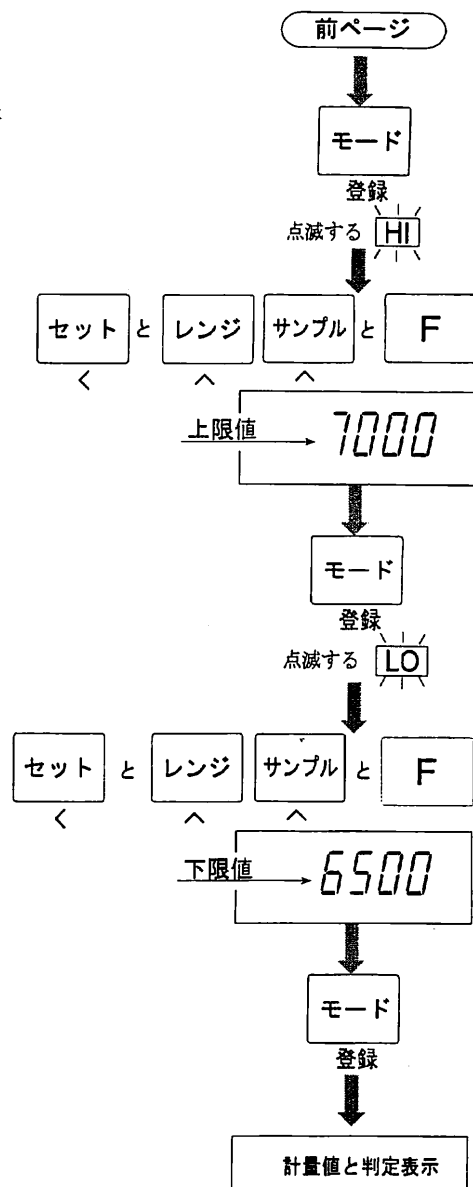 前ページ
モード
登録
点滅する HI
セット と レンジ サンプル と F
< ^ ^
上限値 7000
モード
登録
点滅する LO
セット と レンジ サンプル と F
< ^ ^
下限値 6500
モード
登録
計量値と判定表示